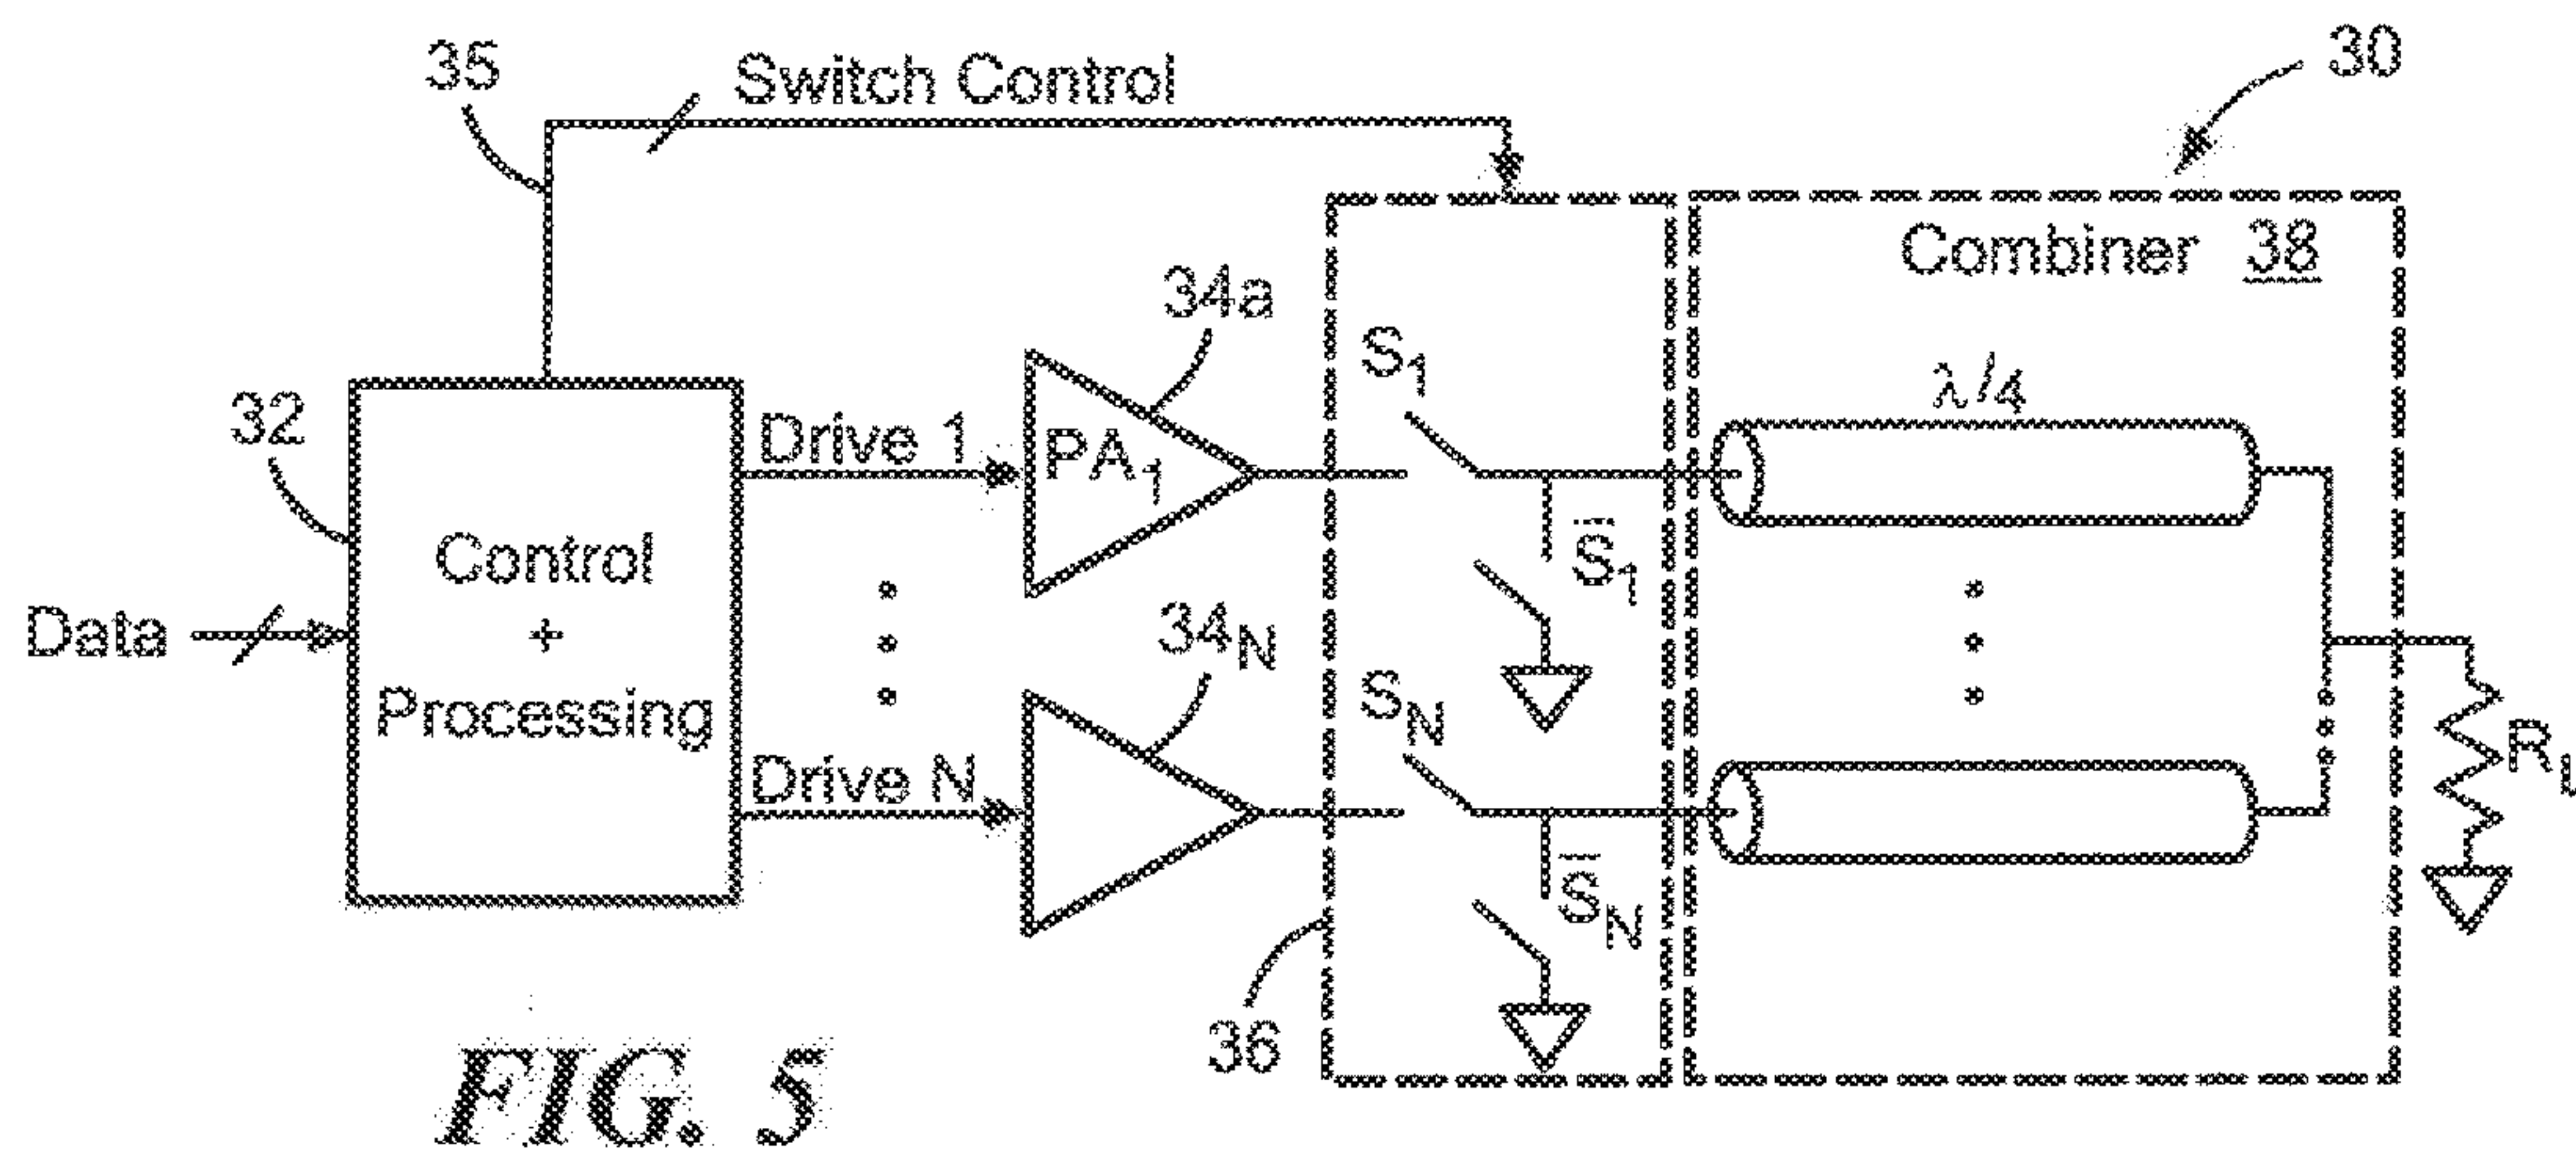 35
Switch Control
30
Combiner 38
34a
S₁
λ/4
32
Drive 1
PA₁
Control
+
Processing
S̅₁
Data
34N
SN
Drive N
RL
S̅N
36
FIG. 5